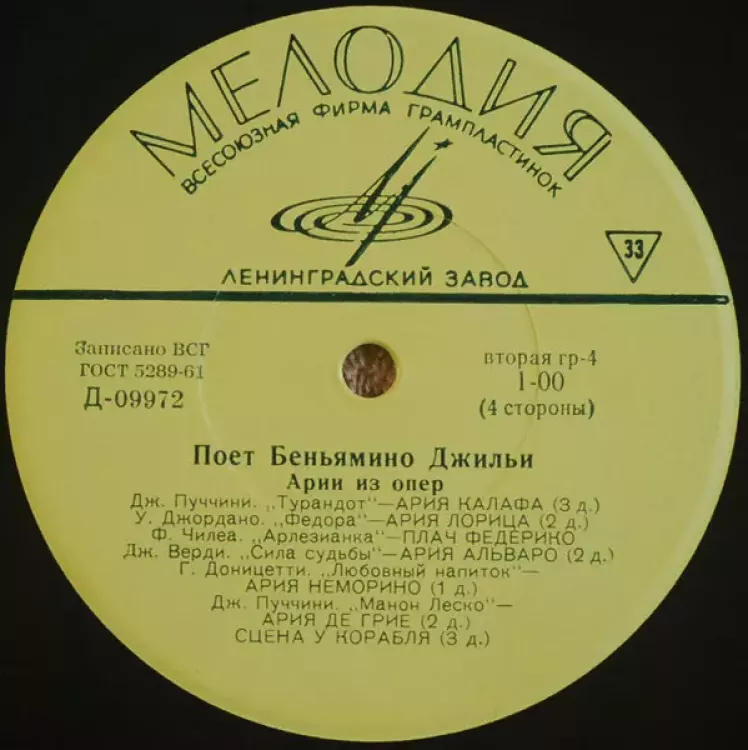 МЕЛОДИЯ
ВСЕСОЮЗНАЯ ФИРМА ГРАМПЛАСТИНОК
33
ЛЕНИНГРАДСКИЙ ЗАВОД
Записано ВСГ
ГОСТ 5289-61
Д-09972
вторая гр-4
1-00
(4 стороны)
Поет Беньямино Джильи
Арии из опер
Дж. Пуччини. „Турандот"—АРИЯ КАЛАФА (3 д.)
У. Джордано. „Федора"—АРИЯ ЛОРИЦА (2 д.)
Ф. Чилеа. „Арлезианка"—ПЛАЧ ФЕДЕРИКО
Дж. Верди. „Сила судьбы"—АРИЯ АЛЬВАРО (2 д.)
Г. Доницетти. „Любовный напиток"—
АРИЯ НЕМОРИНО (1 д.)
Дж. Пуччини. „Манон Леско"—
АРИЯ ДЕ ГРИЕ (2 д.)
СЦЕНА У КОРАБЛЯ (3 д.)